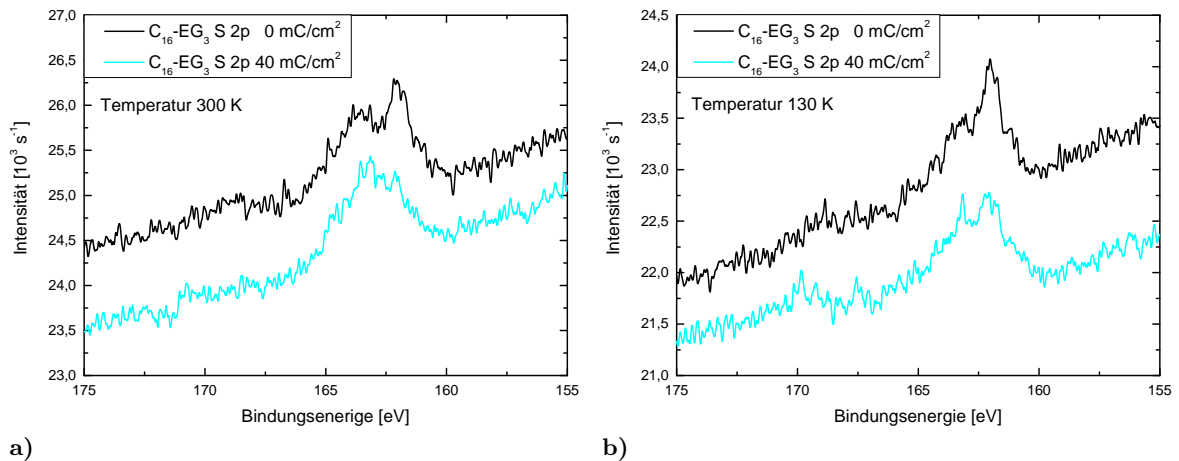 C₁₆-EG₃ S 2p 0 mC/cm²
C₁₆-EG₃ S 2p 40 mC/cm²
Temperatur 300 K
27,0
26,5
26,0
25,5
25,0
24,5
24,0
23,5
23,0
Intensität [10³ s⁻¹]
175
170
165
160
155
Bindungsenerige [eV]
a)
C₁₆-EG₃ S 2p 0 mC/cm²
C₁₆-EG₃ S 2p 40 mC/cm²
Temperatur 130 K
24,5
24,0
23,5
23,0
22,5
22,0
21,5
21,0
Intensität [10³ s⁻¹]
175
170
165
160
155
Bindungsenergie [eV]
b)